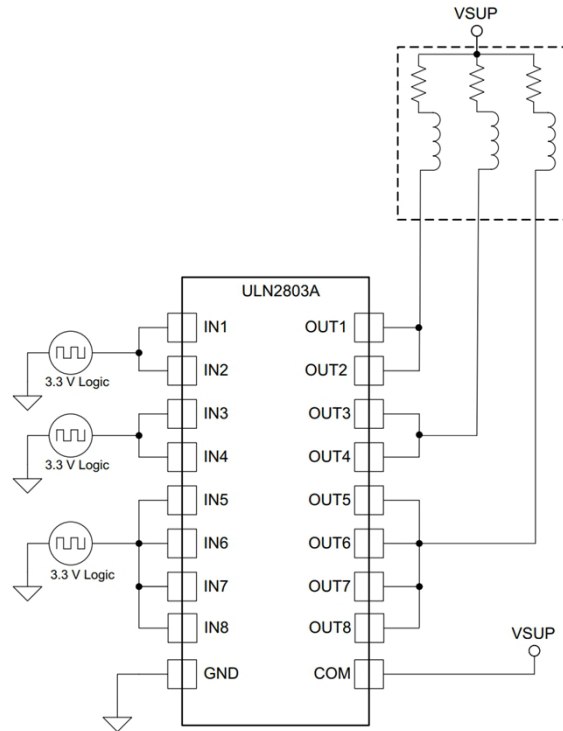 VSUP
ULN2803A
IN1
OUT1
IN2
OUT2
3.3 V Logic
IN3
OUT3
IN4
OUT4
3.3 V Logic
IN5
OUT5
IN6
OUT6
3.3 V Logic
IN7
OUT7
IN8
OUT8
VSUP
GND
COM